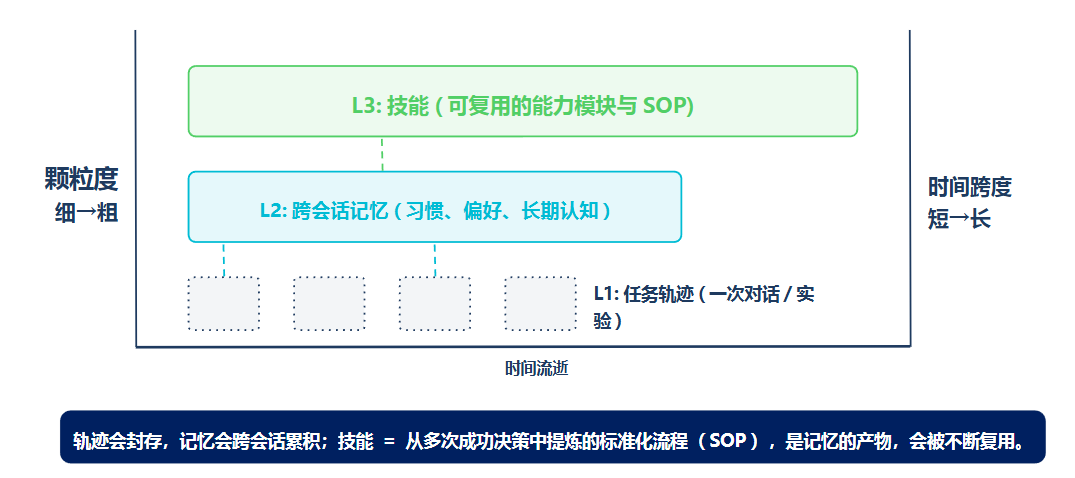 L3: 技能 ( 可复用的能力模块与 SOP)
颗粒度
细→粗
L2: 跨会话记忆 ( 习惯、偏好、长期认知 )
时间跨度
短→长
L1: 任务轨迹 ( 一次对话 / 实
验 )
时间流逝
轨迹会封存，记忆会跨会话累积；技能 = 从多次成功决策中提炼的标准化流程（ SOP ），是记忆的产物，会被不断复用。